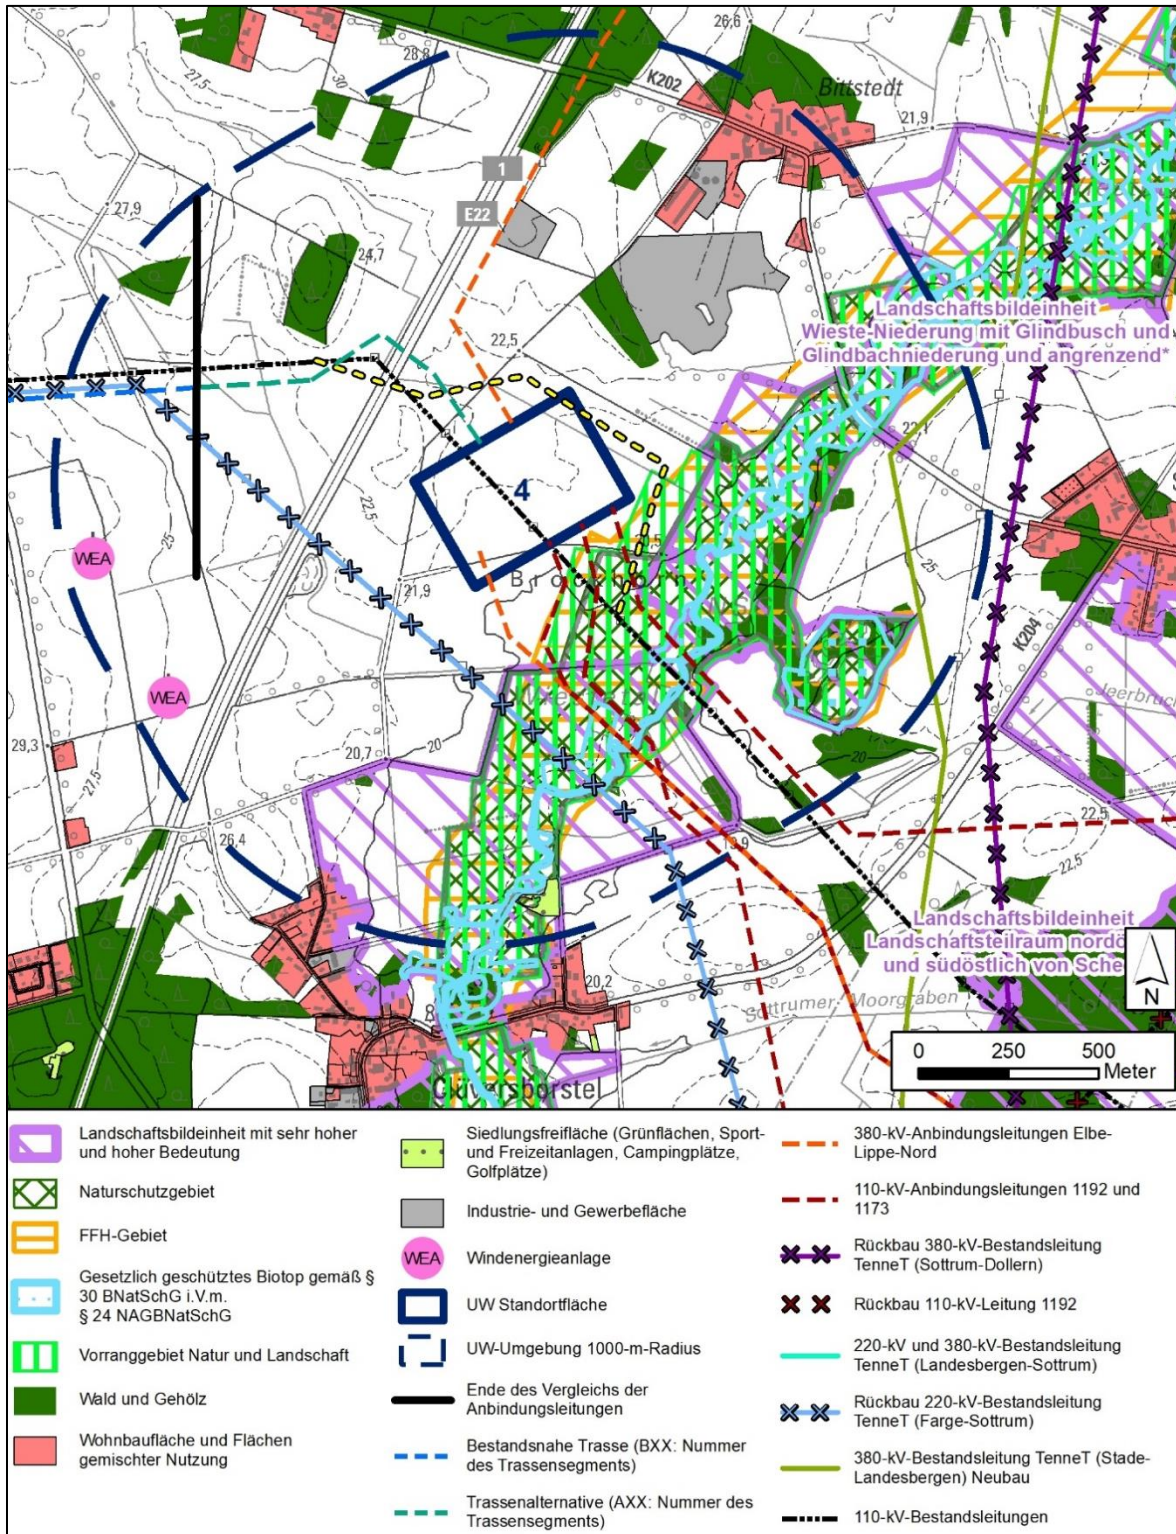 26,6
27,5
28,8
30
K202
Bittstedt
21,9
1
E22
27,9
24,7
22,5
Landschaftsbildeinheit
Wieste-Niederung mit Glindbusch und
Glindbachniederung und angrenzend
22,1
4
22,5
25
WEA
21,9
25
K204
WEA
29,3
27,5
20,7
20
20
26,4
22,5
22,5
Landschaftsbildeinheit
Landschaftsteilraum nordö
und südöstlich von Sche
N
20,2
Sottrumer Moorgraben
0 250 500
Meter
Clüversborstel
Landschaftsbildeinheit mit sehr hoher
und hoher Bedeutung
Naturschutzgebiet
FFH-Gebiet
Gesetzlich geschütztes Biotop gemäß §
30 BNatSchG i.V.m.
§ 24 NAGBNatSchG
Vorranggebiet Natur und Landschaft
Wald und Gehölz
Wohnbaufläche und Flächen
gemischter Nutzung
Siedlungsfreifläche (Grünflächen, Sport-
und Freizeitanlagen, Campingplätze,
Golfplätze)
Industrie- und Gewerbefläche
WEA
Windenergieanlage
UW Standortfläche
UW-Umgebung 1000-m-Radius
Ende des Vergleichs der
Anbindungsleitungen
Bestandsnahe Trasse (BXX: Nummer
des Trassensegments)
Trassenalternative (AXX: Nummer des
Trassensegments)
380-kV-Anbindungsleitungen Elbe-
Lippe-Nord
110-kV-Anbindungsleitungen 1192 und
1173
Rückbau 380-kV-Bestandsleitung
TenneT (Sottrum-Dollern)
Rückbau 110-kV-Leitung 1192
220-kV und 380-kV-Bestandsleitung
TenneT (Landesbergen-Sottrum)
Rückbau 220-kV-Bestandsleitung
TenneT (Farge-Sottrum)
380-kV-Bestandsleitung TenneT (Stade-
Landesbergen) Neubau
110-kV-Bestandsleitungen